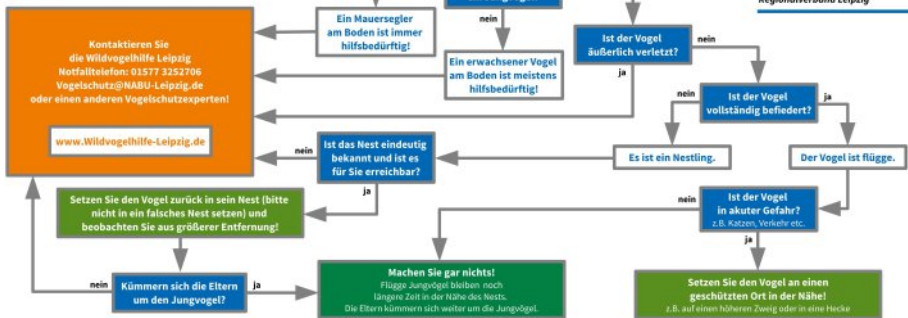 Regionalverband Leipzig
nein
Ein Mauersegler
am Boden ist immer
hilfsbedürftig!
Kontaktieren Sie
die Wildvogelhilfe Leipzig
Notfalltelefon: 01577 3252706
Vogelschutz@NABU-Leipzig.de
oder einen anderen Vogelschutzexperten!
www.Wildvogelhilfe-Leipzig.de
Ein erwachsener Vogel
am Boden ist meistens
hilfsbedürftig!
Ist der Vogel
äußerlich verletzt?
nein
ja
Ist der Vogel
vollständig befiedert?
nein
ja
Es ist ein Nestling.
Der Vogel ist flügge.
Ist das Nest eindeutig
bekannt und ist es
für Sie erreichbar?
nein
ja
Setzen Sie den Vogel zurück in sein Nest (bitte
nicht in ein falsches Nest setzen) und
beobachten Sie aus größerer Entfernung!
Ist der Vogel
in akuter Gefahr?
z.B. Katzen, Verkehr etc.
nein
ja
Kümmern sich die Eltern
um den Jungvogel?
nein
ja
Machen Sie gar nichts!
Flügge Jungvögel bleiben noch
längere Zeit in der Nähe des Nests.
Die Eltern kümmern sich weiter um die Jungvögel.
Setzen Sie den Vogel an einen
geschützten Ort in der Nähe!
z.B. auf einen höheren Zweig oder in eine Hecke